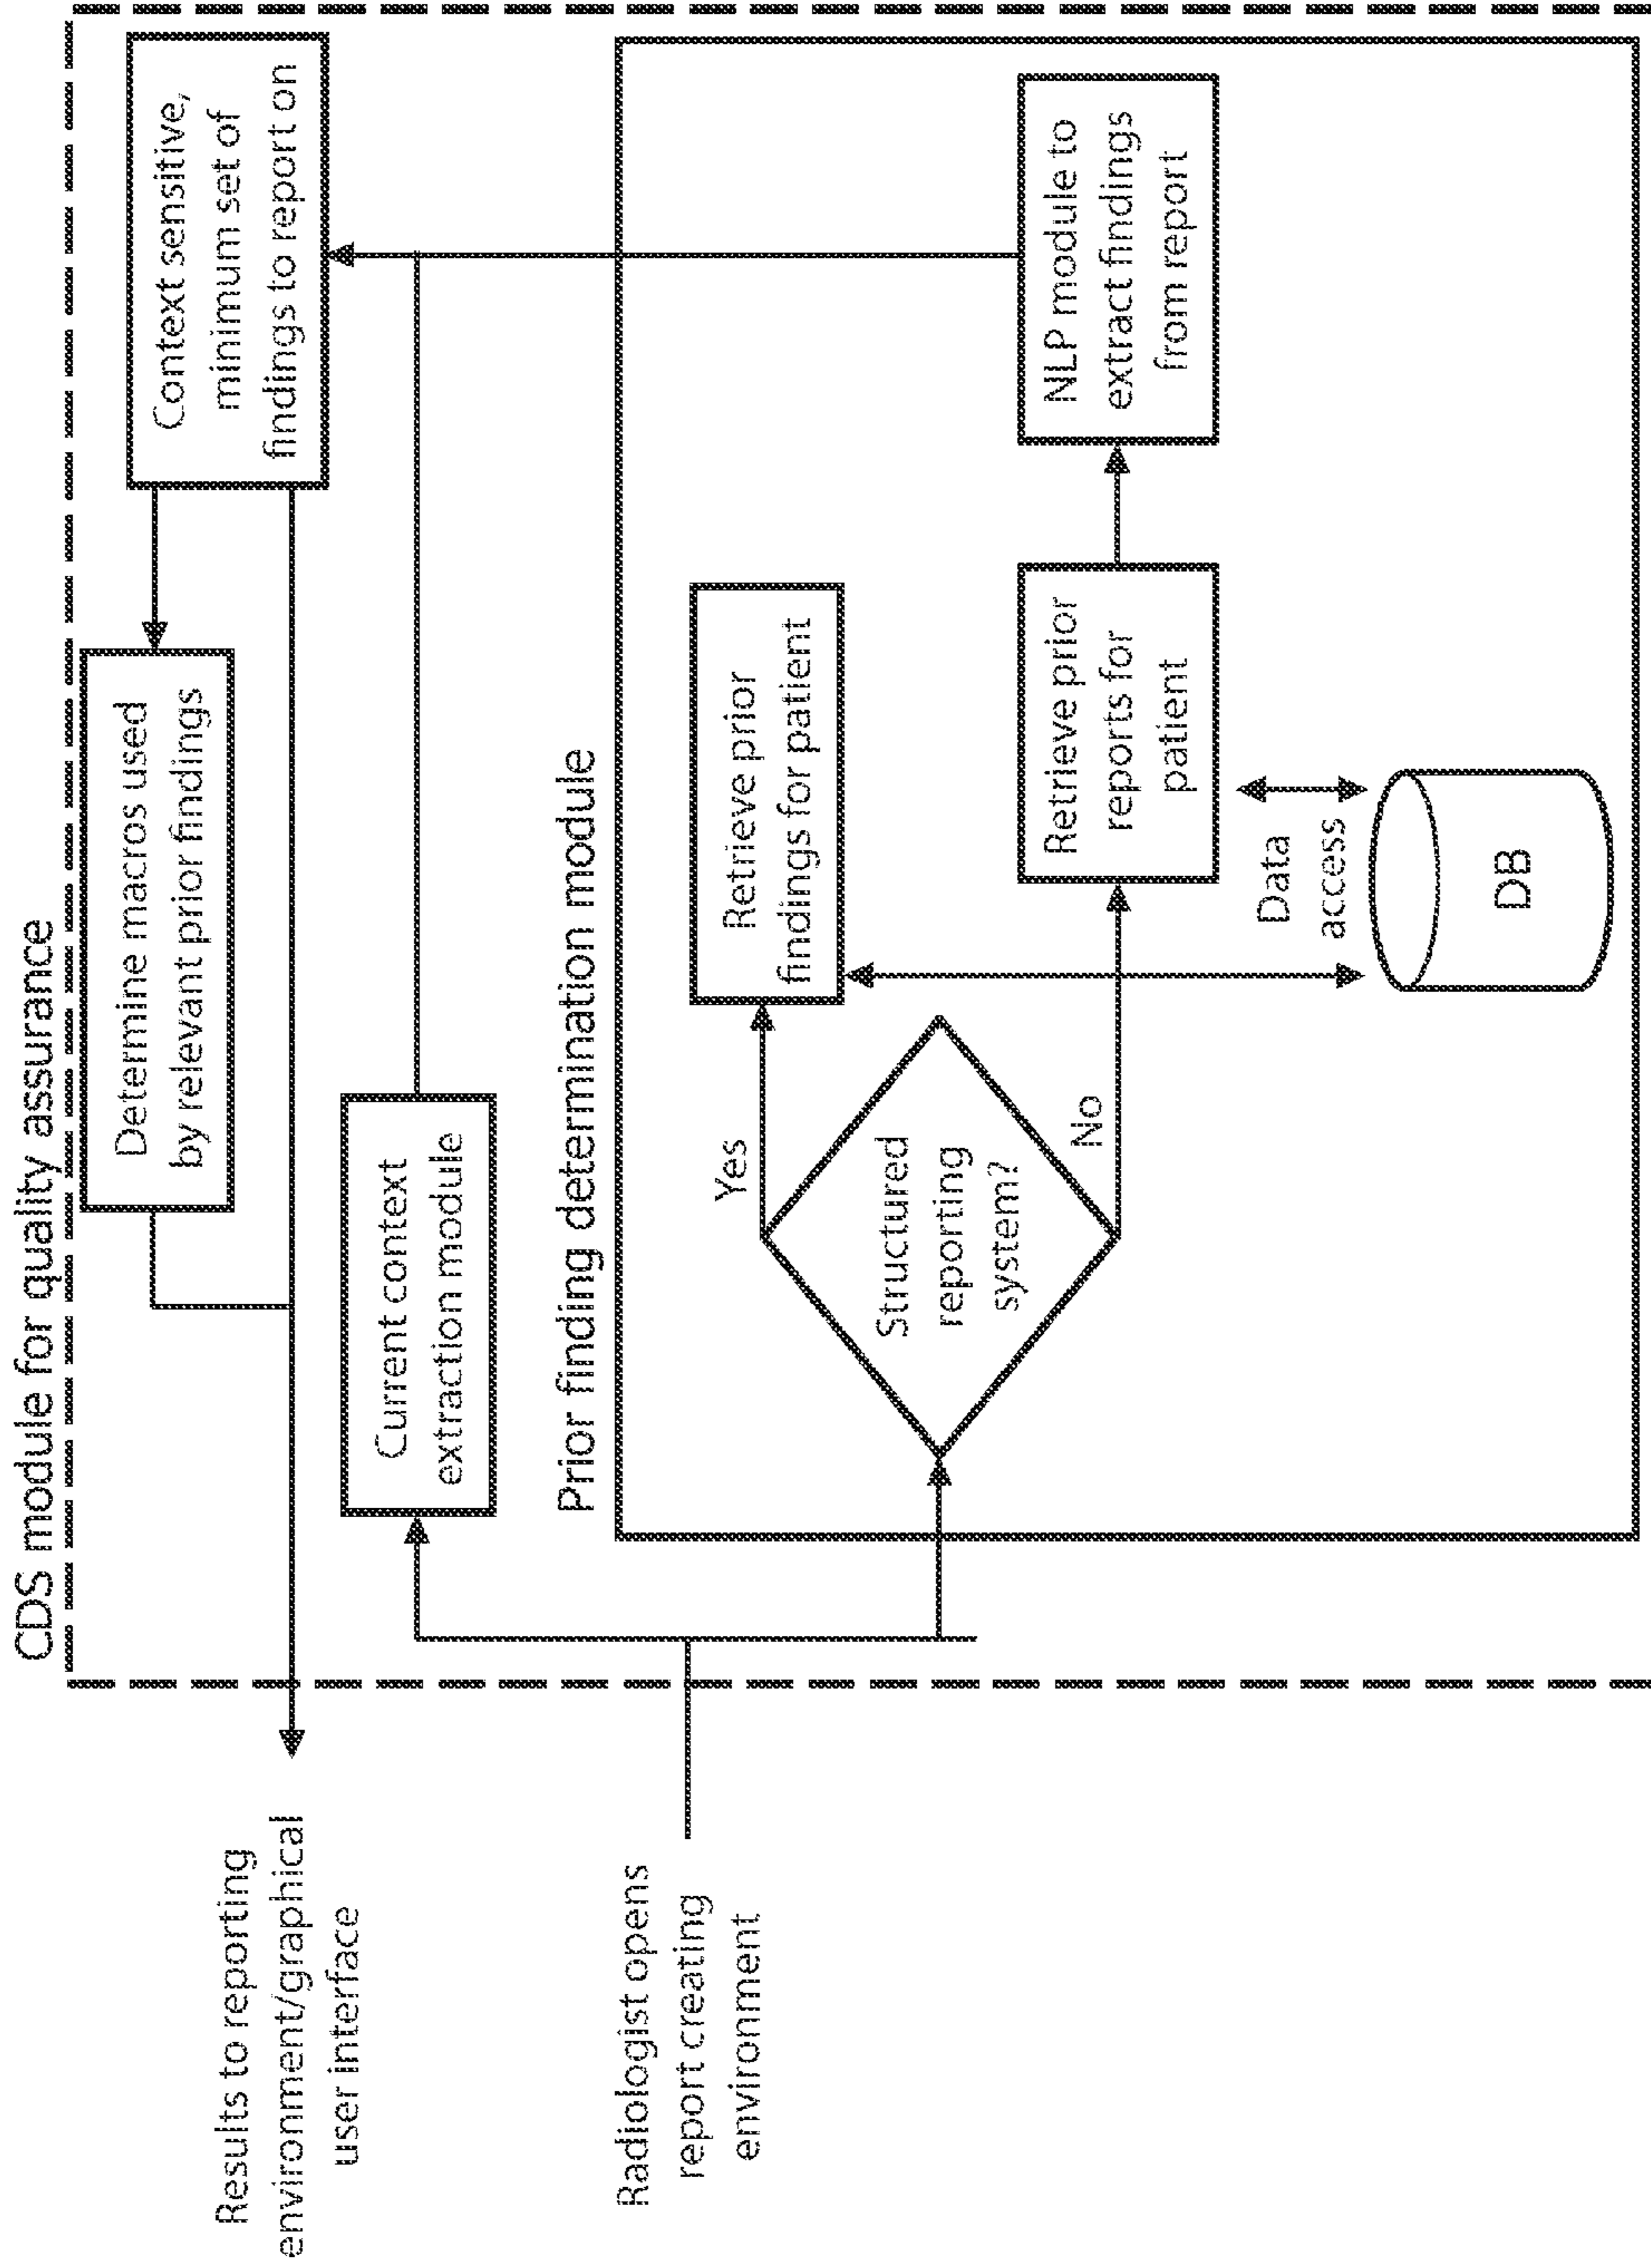 CDS module for quality assurance
Determine macros used
by relevant prior findings
Context sensitive,
minimum set of
findings to report on
Results to reporting
environment/graphical
user interface
Current context
extraction module
Prior finding determination module
Radiologist opens
report creating
environment
Yes
Retrieve prior
findings for patient
Structured
reporting
system?
No
Retrieve prior
reports for
patient
NLP module to
extract findings
from report
Data
access
DB